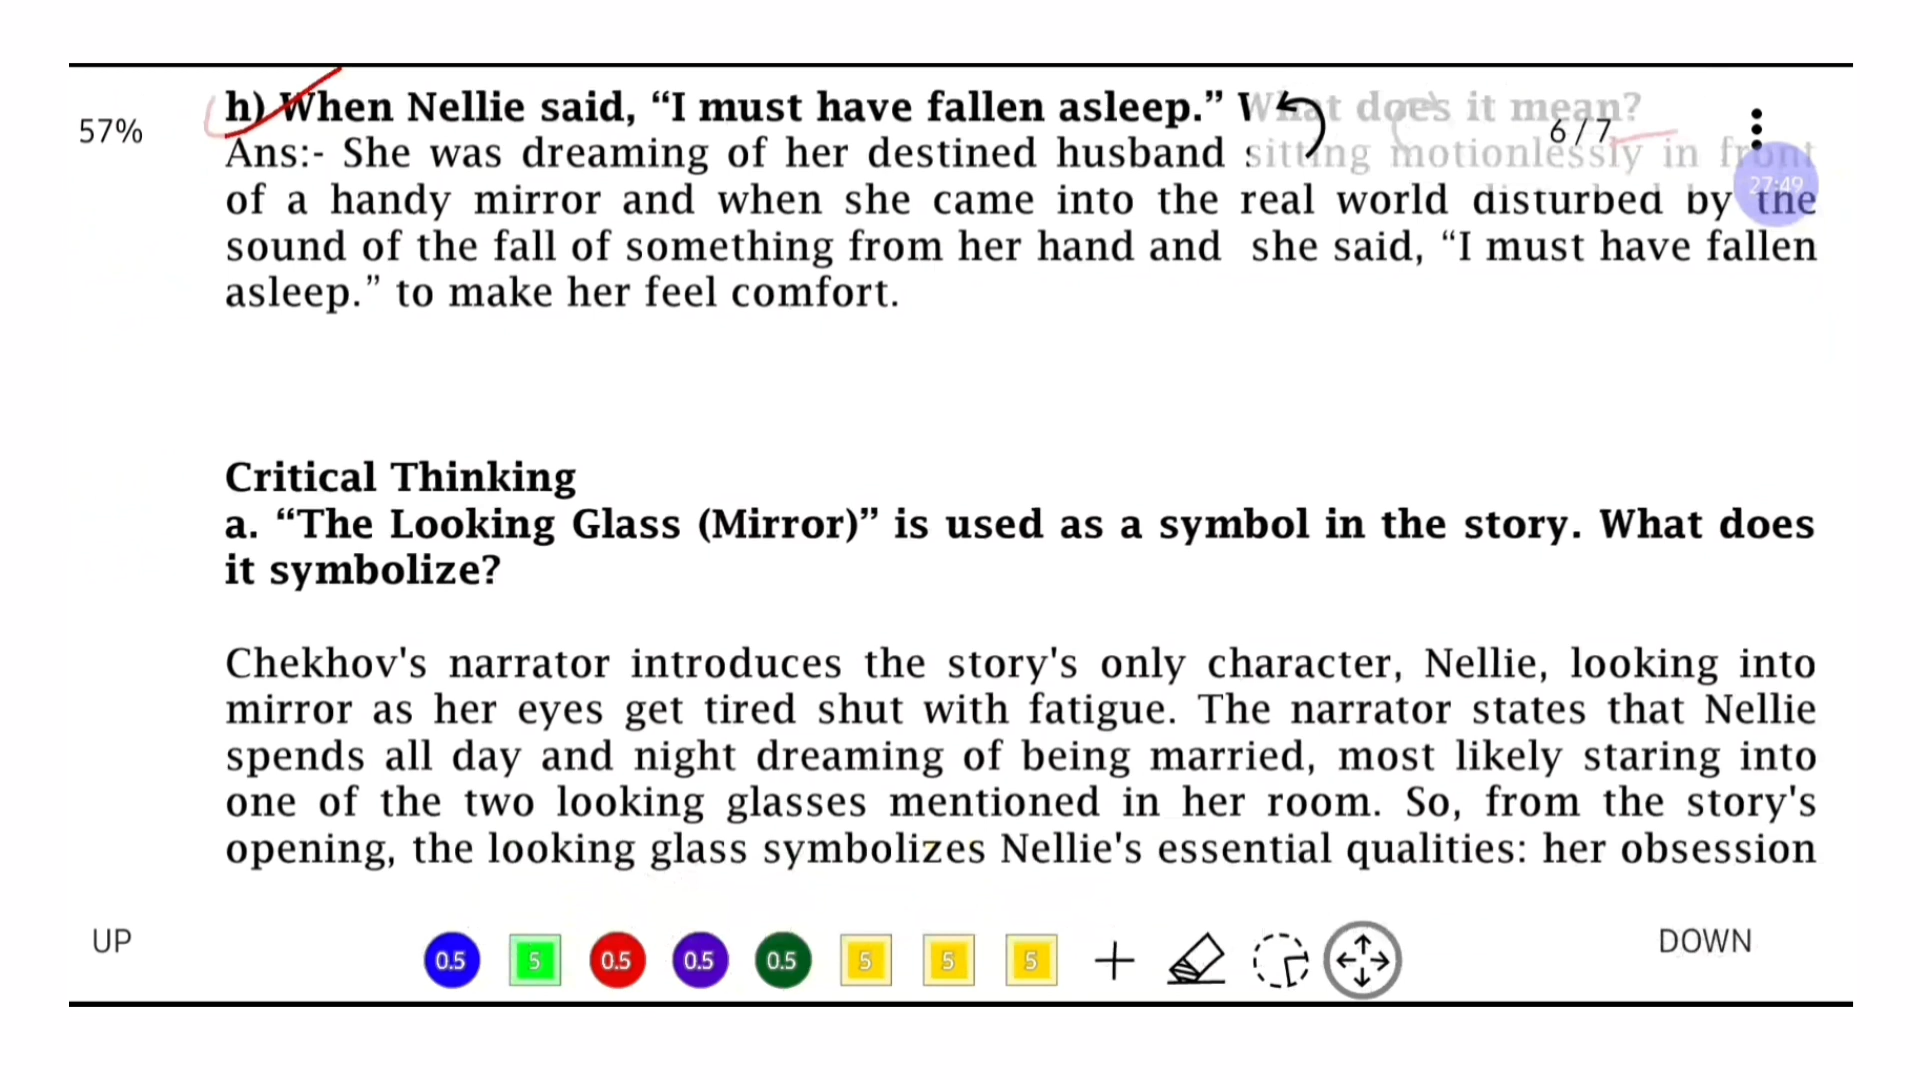 h) When Nellie said, “I must have fallen asleep.” What does it mean?
57%
6 / 7
Ans:- She was dreaming of her destined husband sitting motionlessly in front
27:49
of a handy mirror and when she came into the real world disturbed by the
sound of the fall of something from her hand and she said, “I must have fallen
asleep.” to make her feel comfort.
Critical Thinking
a. “The Looking Glass (Mirror)” is used as a symbol in the story. What does
it symbolize?
Chekhov's narrator introduces the story's only character, Nellie, looking into
mirror as her eyes get tired shut with fatigue. The narrator states that Nellie
spends all day and night dreaming of being married, most likely staring into
one of the two looking glasses mentioned in her room. So, from the story's
opening, the looking glass symbolizes Nellie's essential qualities: her obsession
UP
0.5 5 0.5 0.5 0.5 5 5 5
DOWN